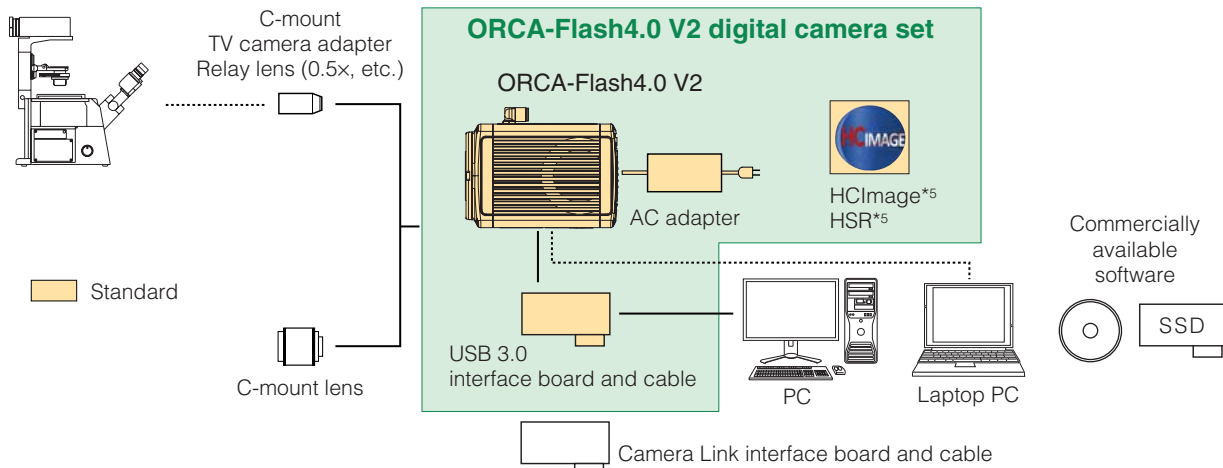 C-mount
TV camera adapter
Relay lens (0.5×, etc.)
ORCA-Flash4.0 V2 digital camera set
ORCA-Flash4.0 V2
HCIMAGE
AC adapter
HCImage*5
HSR*5
Commercially
available
software
Standard
SSD
USB 3.0
interface board and cable
C-mount lens
PC
Laptop PC
Camera Link interface board and cable